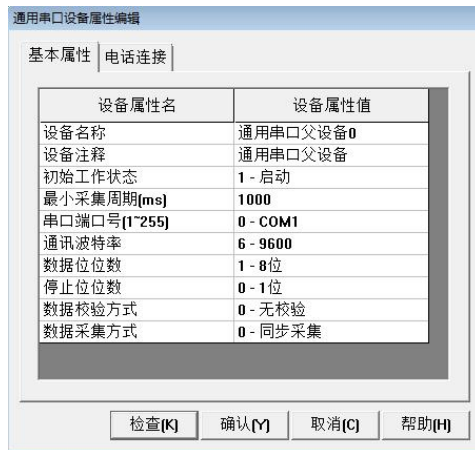 通用串口设备属性编辑
基本属性 电话连接
设备属性名 设备属性值
设备名称 通用串口父设备0
设备注释 通用串口父设备
初始工作状态 1 - 启动
最小采集周期(ms) 1000
串口端口号(1~255) 0 - COM1
通讯波特率 6 - 9600
数据位位数 1 - 8位
停止位位数 0 - 1位
数据校验方式 0 - 无校验
数据采集方式 0 - 同步采集
检查(K) 确认(Y) 取消(C) 帮助(H)